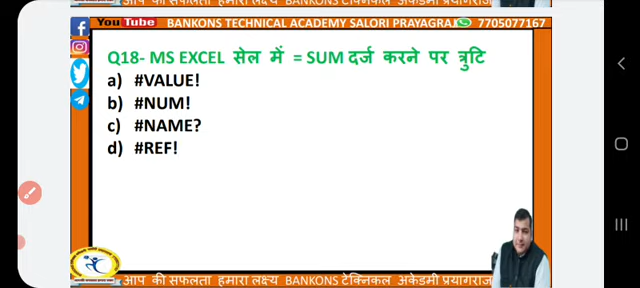 YouTube BANKONS TECHNICAL ACADEMY SALORI PRAYAGRAJ 7705077167
Q18- MS EXCEL सेल में = SUM दर्ज करने पर त्रुटि
a) #VALUE!
b) #NUM!
c) #NAME?
d) #REF!
आप की सफलता हमारा लक्ष्य BANKONS टेक्निकल अकेडमी प्रयागराज